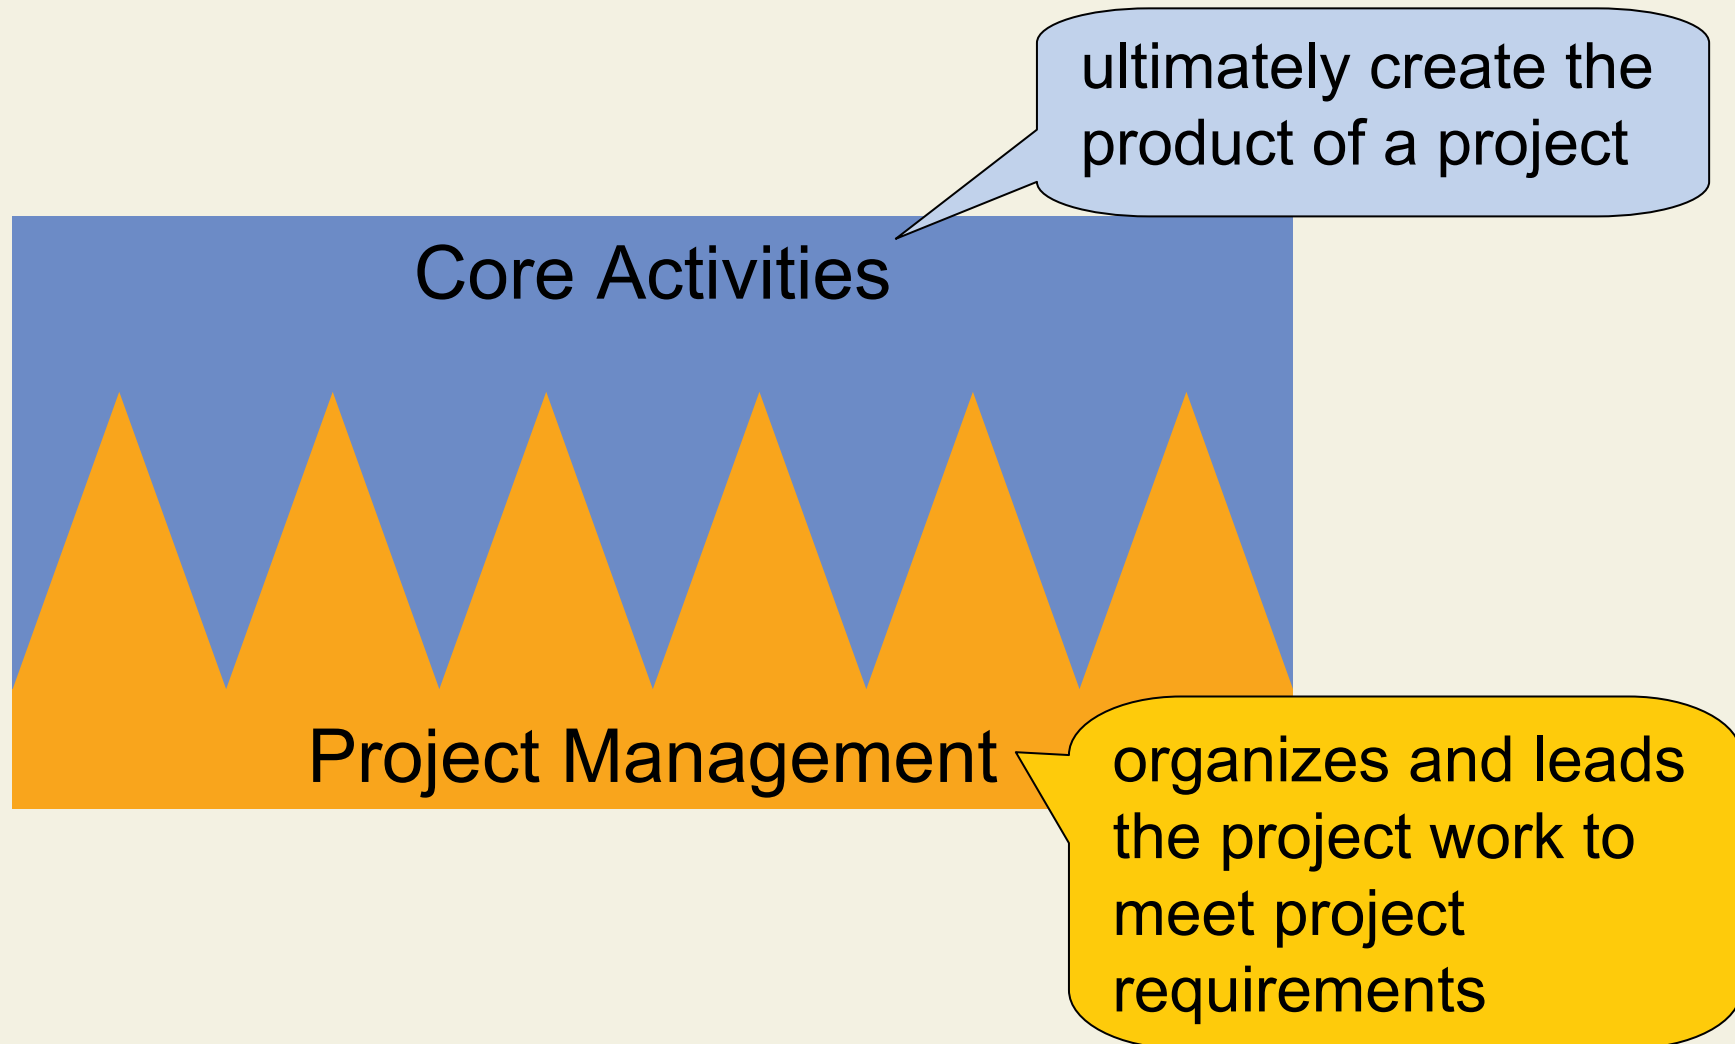 ultimately create the
product of a project
Core Activities
Project Management
organizes and leads
the project work to
meet project
requirements